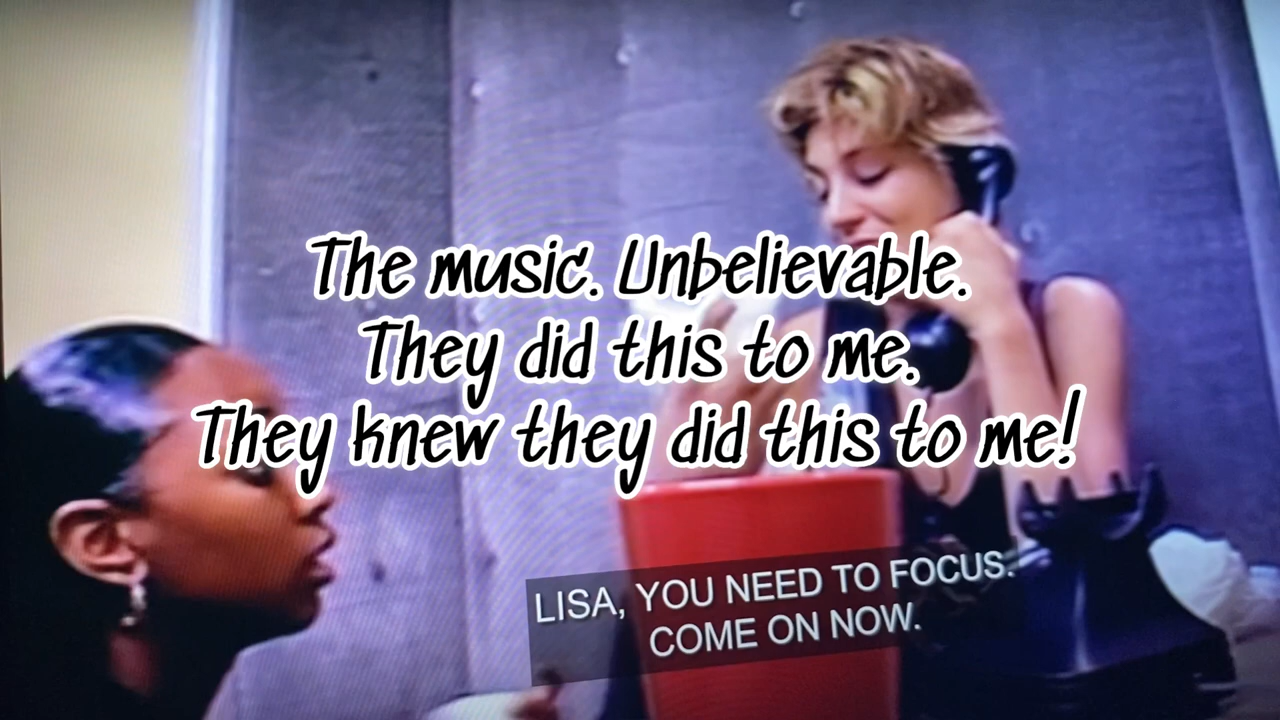 The music. Unbelievable.
They did this to me.
They knew they did this to me!
LISA, YOU NEED TO FOCUS.
COME ON NOW.